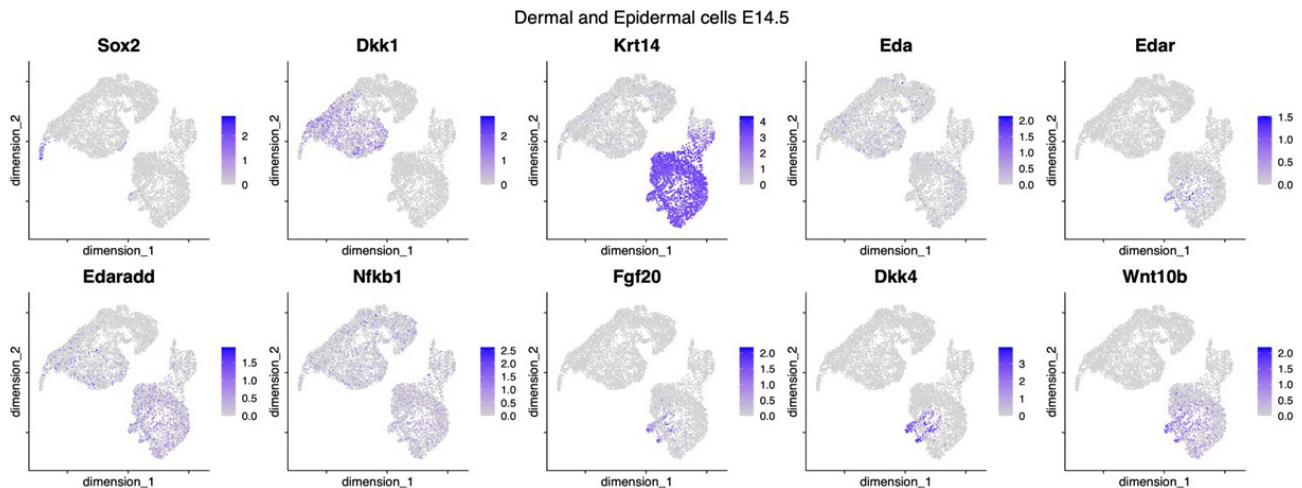 Dermal and Epidermal cells E14.5
Sox2
Dkk1
Krt14
Eda
Edar
dimension_2
2
1
0
dimension_1
dimension_2
2
1
0
dimension_1
dimension_2
4
3
2
1
0
dimension_1
dimension_2
2.0
1.5
1.0
0.5
0.0
dimension_1
dimension_2
1.5
1.0
0.5
0.0
dimension_1
Edaradd
Nfkb1
Fgf20
Dkk4
Wnt10b
dimension_2
1.5
1.0
0.5
0.0
dimension_1
dimension_2
2.5
2.0
1.5
1.0
0.5
0.0
dimension_1
dimension_2
2.0
1.5
1.0
0.5
0.0
dimension_1
dimension_2
3
2
1
0
dimension_1
dimension_2
2.0
1.5
1.0
0.5
0.0
dimension_1